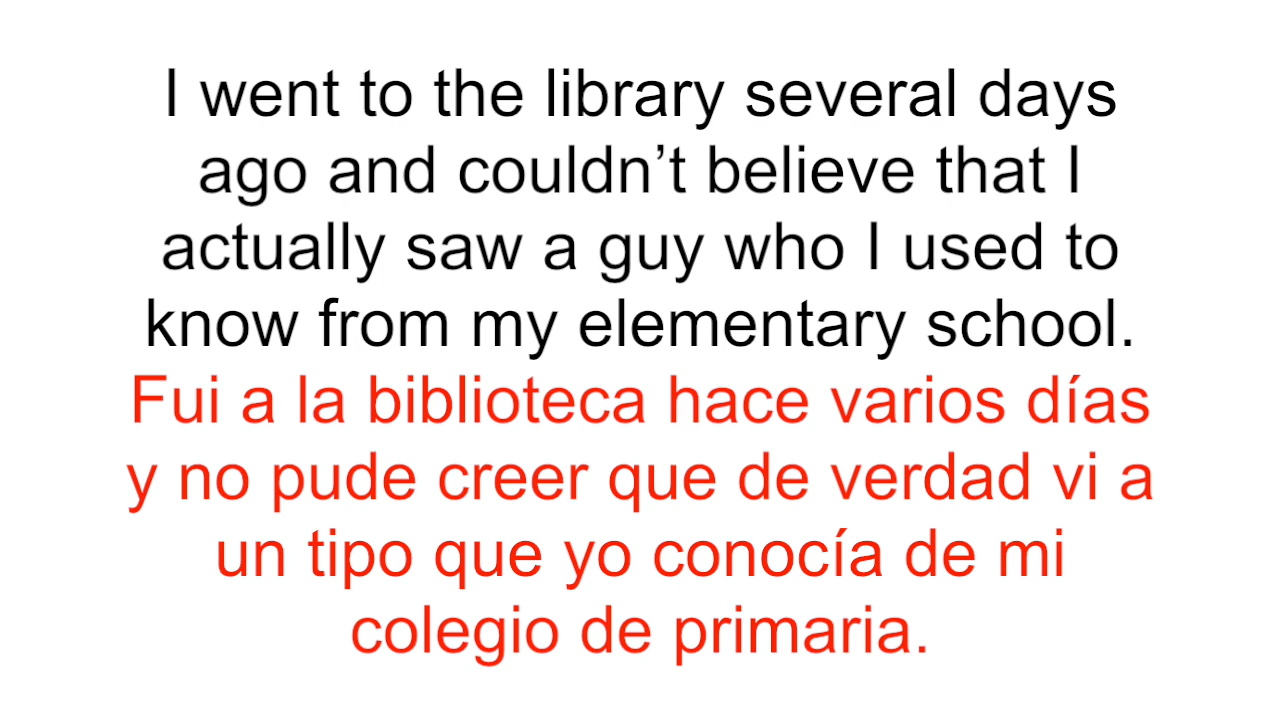 I went to the library several days
ago and couldn’t believe that I
actually saw a guy who I used to
know from my elementary school.
Fui a la biblioteca hace varios días
y no pude creer que de verdad vi a
un tipo que yo conocía de mi
colegio de primaria.